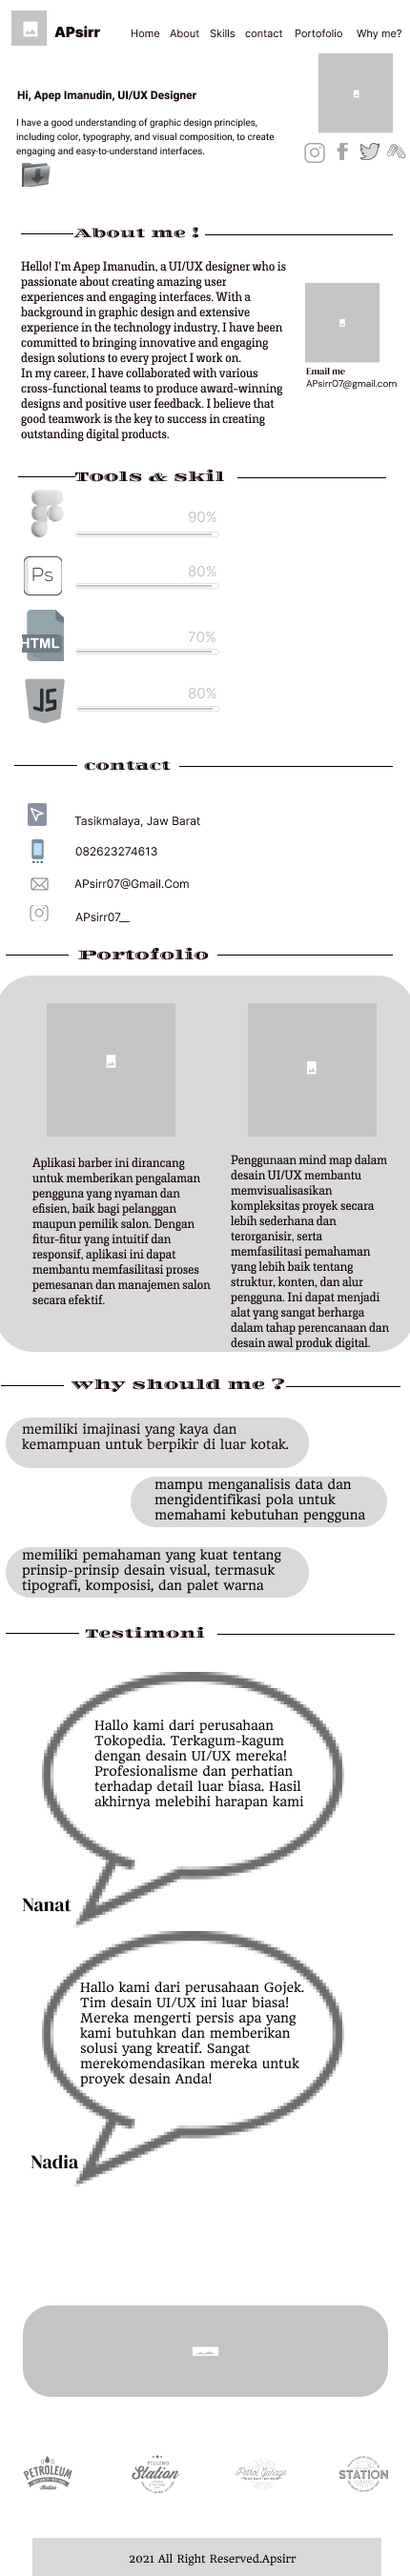 APsirr
Home About Skills contact Portofolio Why me?
Hi, Apep Imanudin, UI/UX Designer
I have a good understanding of graphic design principles,
including color, typography, and visual composition, to create
engaging and easy-to-understand interfaces.
About me !
Hello! I'm Apep Imanudin, a UI/UX designer who is
passionate about creating amazing user
experiences and engaging interfaces. With a
background in graphic design and extensive
experience in the technology industry, I have been
committed to bringing innovative and engaging
design solutions to every project I work on.
In my career, I have collaborated with various
cross-functional teams to produce award-winning
designs and positive user feedback. I believe that
good teamwork is the key to success in creating
outstanding digital products.
Email me
APsirr07@gmail.com
Tools & skil
90%
Ps
80%
HTML
70%
JS
80%
contact
Tasikmalaya, Jaw Barat
082623274613
APsirr07@Gmail.Com
APsirr07__
Portofolio
Aplikasi barber ini dirancang
untuk memberikan pengalaman
pengguna yang nyaman dan
efisien, baik bagi pelanggan
maupun pemilik salon. Dengan
fitur-fitur yang intuitif dan
responsif, aplikasi ini dapat
membantu memfasilitasi proses
pemesanan dan manajemen salon
secara efektif.
Penggunaan mind map dalam
desain UI/UX membantu
memvisualisasikan
kompleksitas proyek secara
lebih sederhana dan
terorganisir, serta
memfasilitasi pemahaman
yang lebih baik tentang
struktur, konten, dan alur
pengguna. Ini dapat menjadi
alat yang sangat berharga
dalam tahap perencanaan dan
desain awal produk digital.
why should me ?
memiliki imajinasi yang kaya dan
kemampuan untuk berpikir di luar kotak.
mampu menganalisis data dan
mengidentifikasi pola untuk
memahami kebutuhan pengguna
memiliki pemahaman yang kuat tentang
prinsip-prinsip desain visual, termasuk
tipografi, komposisi, dan palet warna
Testimoni
Hallo kami dari perusahaan
Tokopedia. Terkagum-kagum
dengan desain UI/UX mereka!
Profesionalisme dan perhatian
terhadap detail luar biasa. Hasil
akhirnya melebihi harapan kami
Nanat
Hallo kami dari perusahaan Gojek.
Tim desain UI/UX ini luar biasa!
Mereka mengerti persis apa yang
kami butuhkan dan memberikan
solusi yang kreatif. Sangat
merekomendasikan mereka untuk
proyek desain Anda!
Nadia
PETROLEUM
FILLING
Station
Petrol Garage
STATION
2021 All Right Reserved.Apsirr